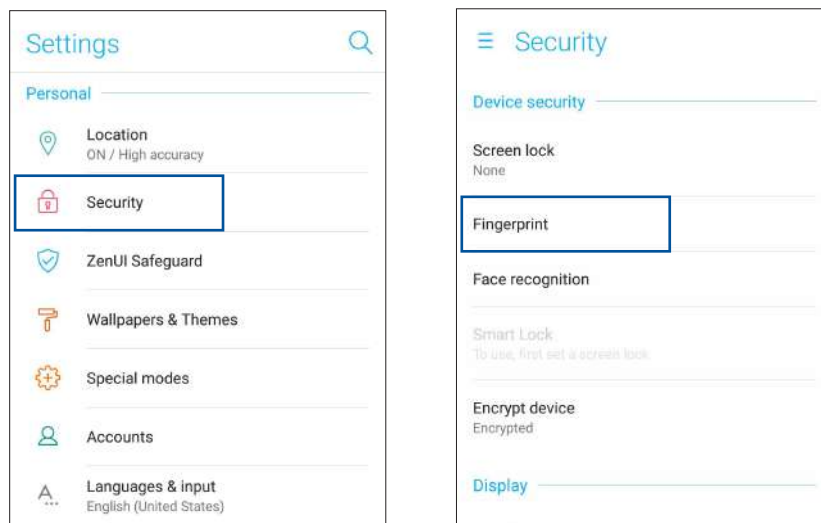 Settings
Personal
Location
ON / High accuracy
Security
ZenUI Safeguard
Wallpapers & Themes
Special modes
Accounts
Languages & input
English (United States)
Security
Device security
Screen lock
None
Fingerprint
Face recognition
Smart Lock
To use, first set a screen lock
Encrypt device
Encrypted
Display